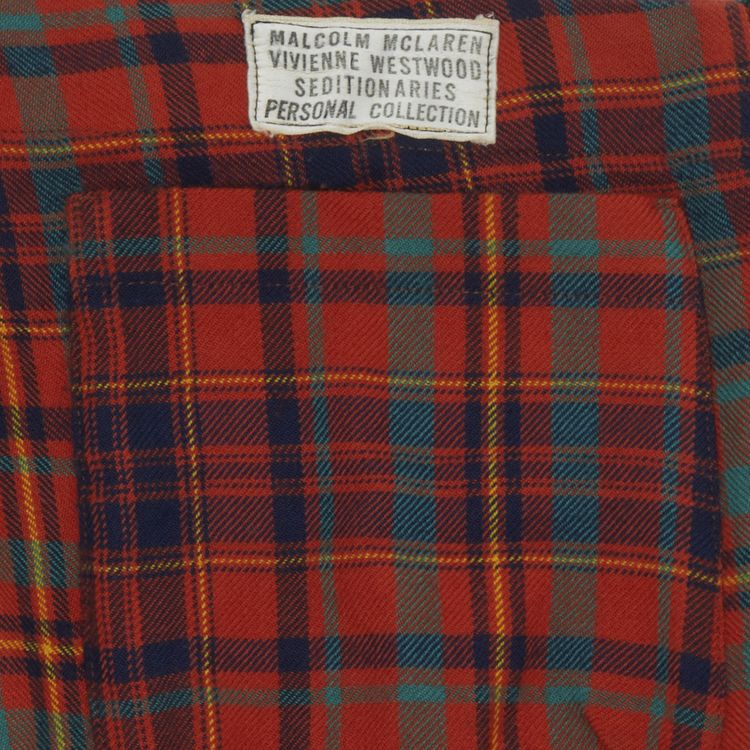 MALCOLM MCLAREN
VIVIENNE WESTWOOD
SEDITIONARIES
PERSONAL COLLECTION